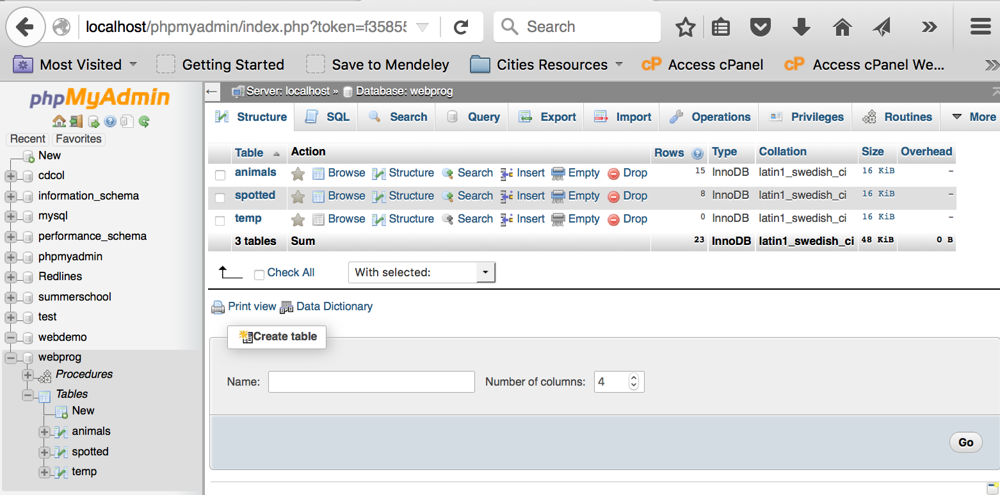 localhost/phpmyadmin/index.php?token=f35855
Search
Most Visited Getting Started Save to Mendeley Cities Resources cP Access cPanel cP Access cPanel We...
phpMyAdmin
Recent Favorites
New
cdcol
information_schema
mysql
performance_schema
phpmyadmin
Redlines
summerschool
test
webdemo
webprog
Procedures
Tables
New
animals
spotted
temp
Server: localhost » Database: webprog
Structure SQL Search Query Export Import Operations Privileges Routines More
Table Action Rows Type Collation Size Overhead
animals Browse Structure Search Insert Empty Drop 15 InnoDB latin1_swedish_ci 16 KiB –
spotted Browse Structure Search Insert Empty Drop 8 InnoDB latin1_swedish_ci 16 KiB –
temp Browse Structure Search Insert Empty Drop 0 InnoDB latin1_swedish_ci 16 KiB –
3 tables Sum 23 InnoDB latin1_swedish_ci 48 KiB 0 B
Check All With selected:
Print view Data Dictionary
Create table
Name: Number of columns: 4
Go